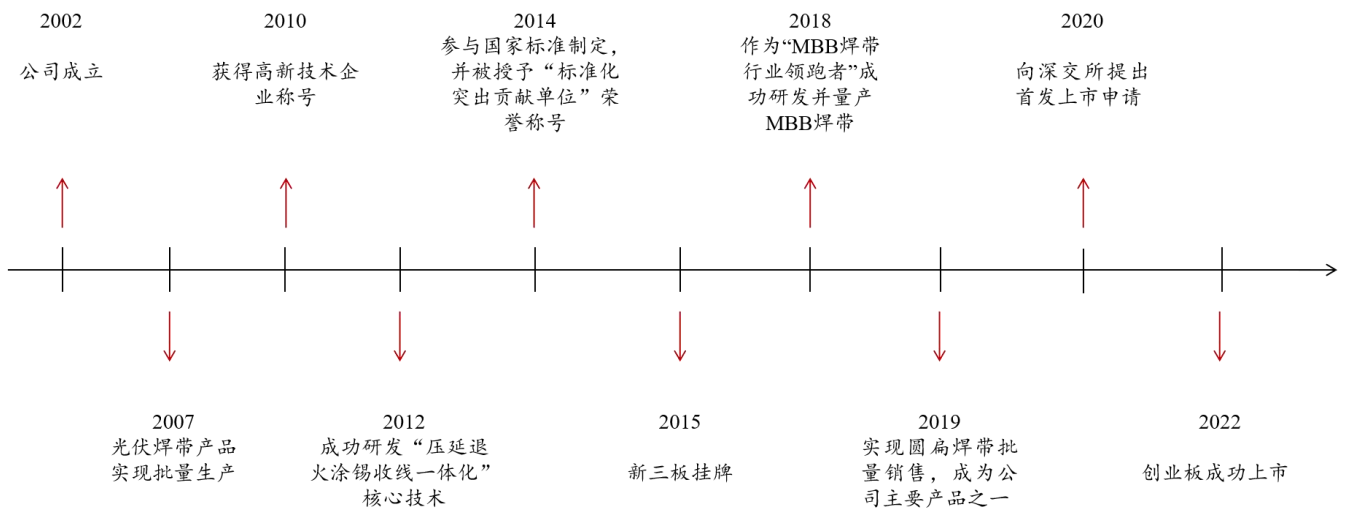 2002
公司成立
2010
获得高新技术企
业称号
2014
参与国家标准制定，
并被授予“标准化
突出贡献单位”荣
誉称号
2018
作为“MBB焊带
行业领跑者”成
功研发并量产
MBB焊带
2020
向深交所提出
首发上市申请
2007
光伏焊带产品
实现批量生产
2012
成功研发“压延退
火涂锡收线一体化”
核心技术
2015
新三板挂牌
2019
实现圆扁焊带批
量销售，成为公
司主要产品之一
2022
创业板成功上市